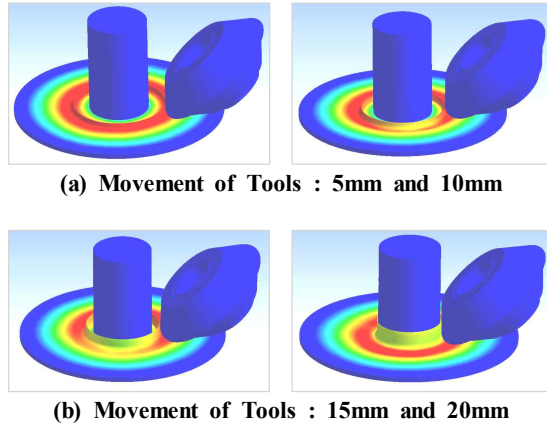 (a) Movement of Tools : 5mm and 10mm
(b) Movement of Tools : 15mm and 20mm